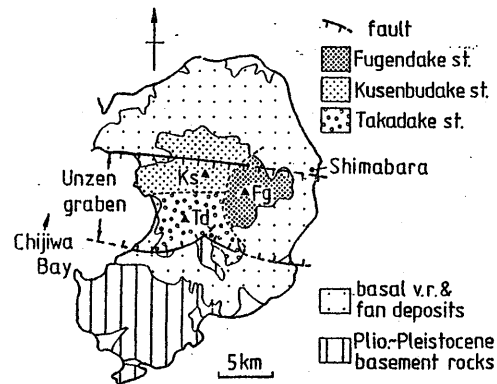 fault
Fugendake st.
Kusenbudake st.
Takadake st.
Shimabara
Ks
Fg
Unzen
graben
Td
Chijiwa
Bay
basal v.r. &
fan deposits
Plio.-Pleistocene
basement rocks
5km